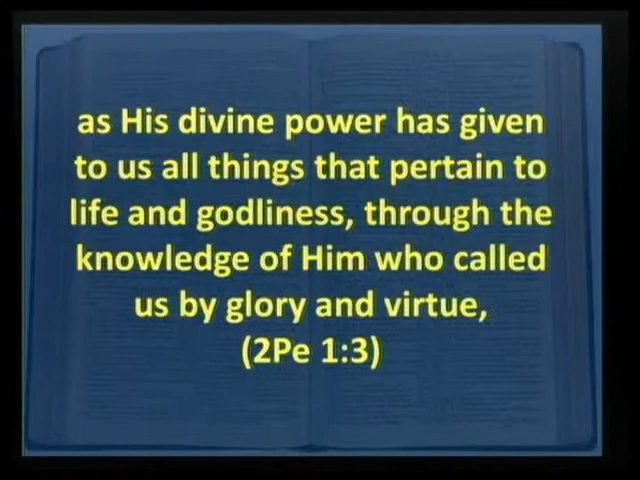 as His divine power has given
to us all things that pertain to
life and godliness, through the
knowledge of Him who called
us by glory and virtue,
(2Pe 1:3)